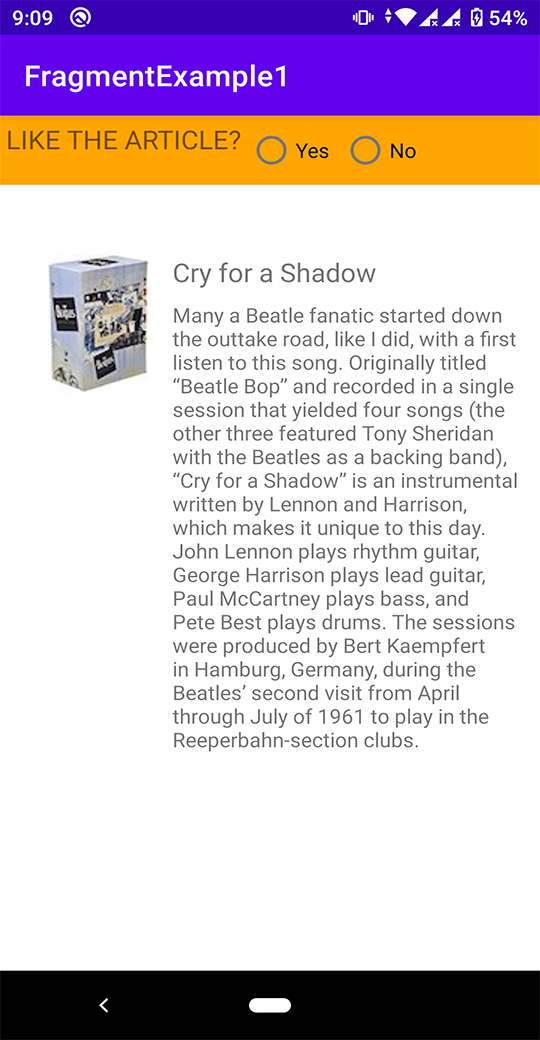 9:09 54%
FragmentExample1
LIKE THE ARTICLE? Yes No
Cry for a Shadow
Many a Beatle fanatic started down
the outtake road, like I did, with a first
listen to this song. Originally titled
“Beatle Bop” and recorded in a single
session that yielded four songs (the
other three featured Tony Sheridan
with the Beatles as a backing band),
“Cry for a Shadow” is an instrumental
written by Lennon and Harrison,
which makes it unique to this day.
John Lennon plays rhythm guitar,
George Harrison plays lead guitar,
Paul McCartney plays bass, and
Pete Best plays drums. The sessions
were produced by Bert Kaempfert
in Hamburg, Germany, during the
Beatles’ second visit from April
through July of 1961 to play in the
Reeperbahn-section clubs.